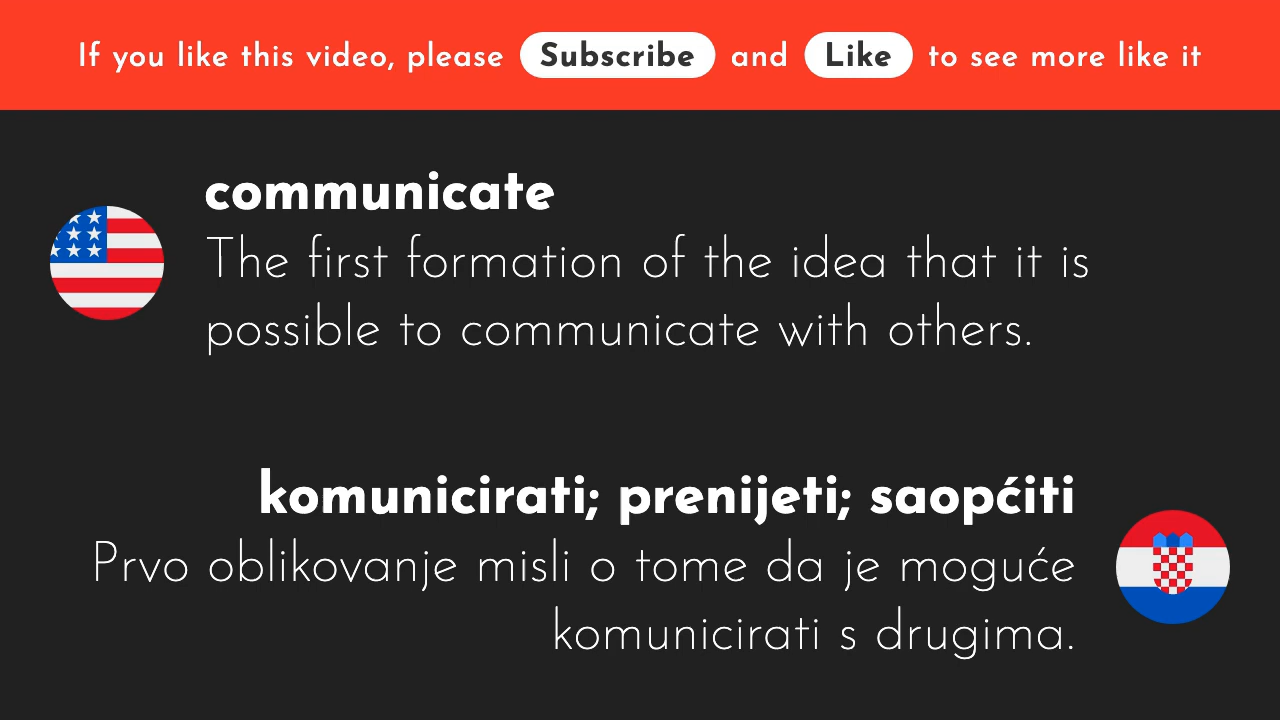 If you like this video, please Subscribe and Like to see more like it
communicate
The first formation of the idea that it is
possible to communicate with others.
komunicirati; prenijeti; saopćiti
Prvo oblikovanje misli o tome da je moguće
komunicirati s drugima.